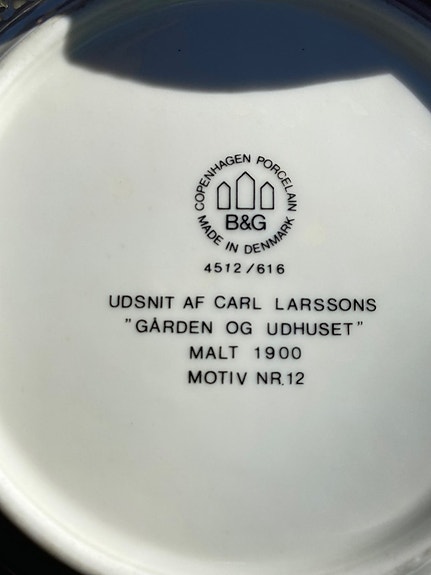 COPENHAGEN PORCELAIN
B&G
MADE IN DENMARK
4512/616
UDSNIT AF CARL LARSSONS
"GÅRDEN OG UDHUSET"
MALT 1900
MOTIV NR.12